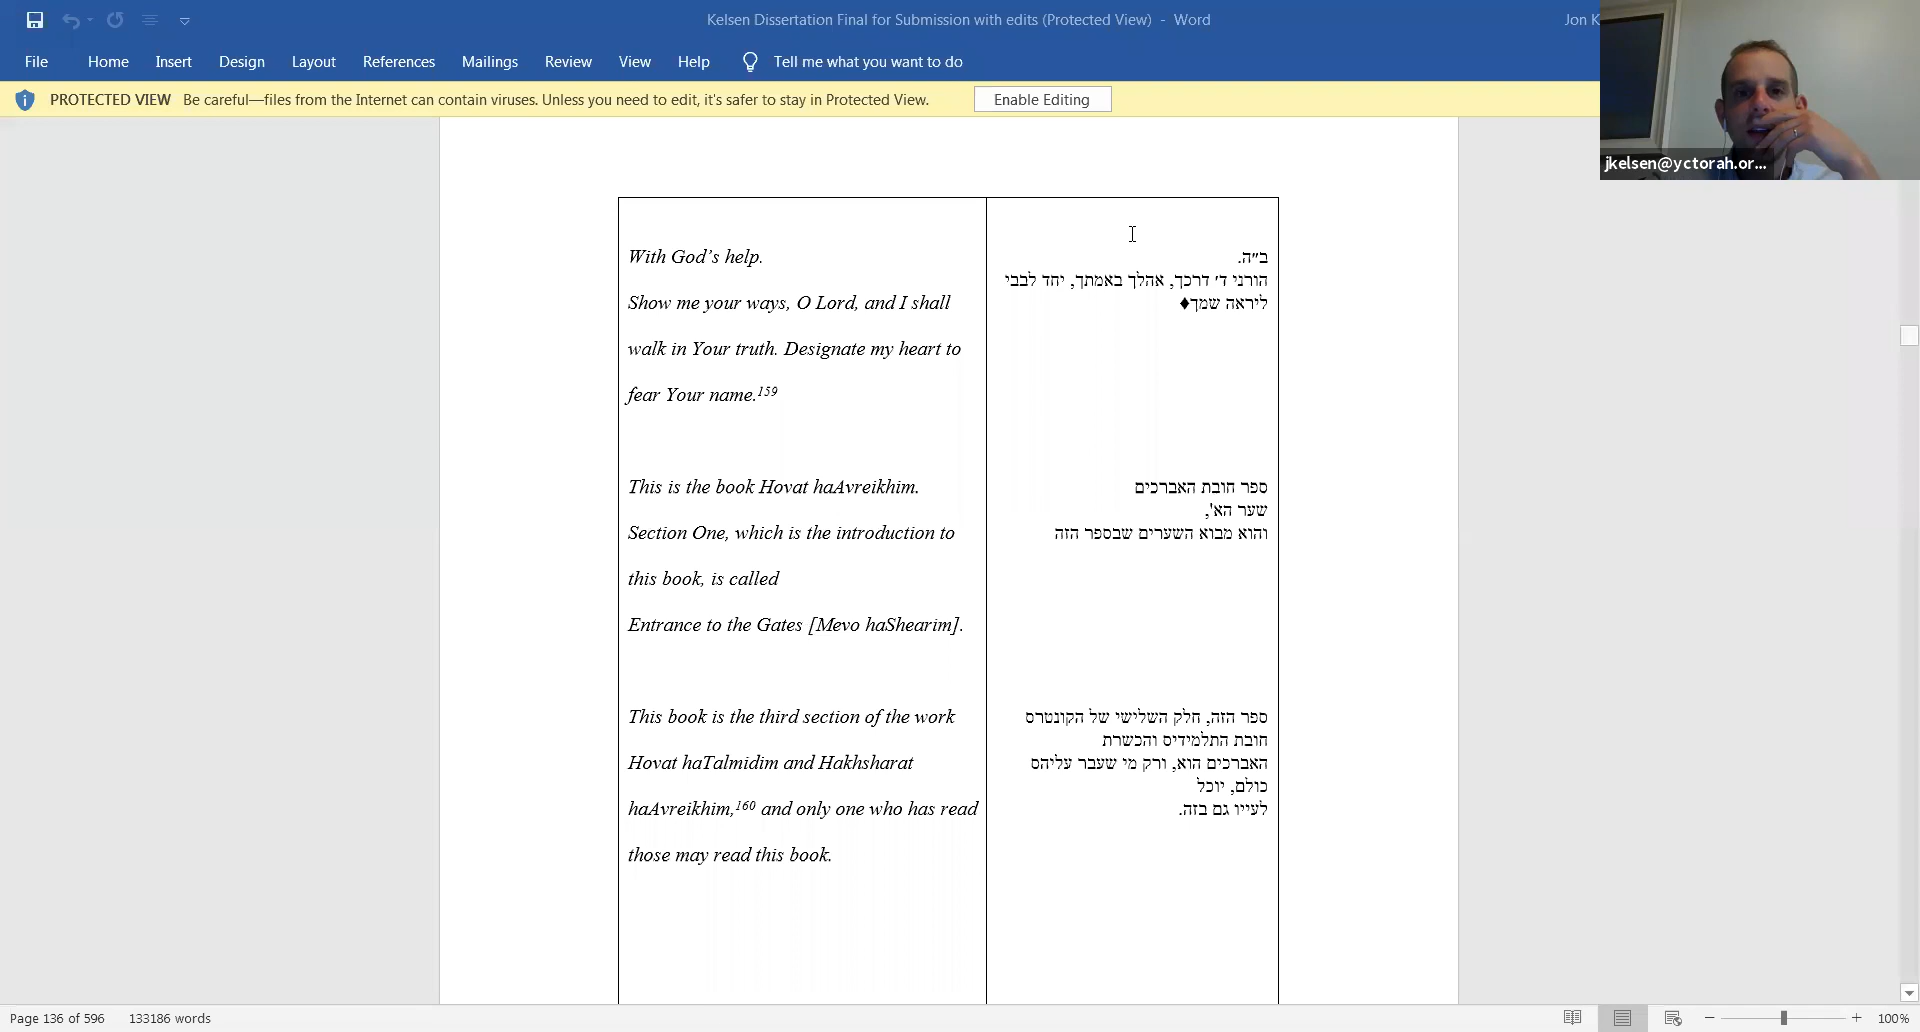 Kelsen Dissertation Final for Submission with edits (Protected View) - Word
Jon K
File Home Insert Design Layout References Mailings Review View Help Tell me what you want to do
PROTECTED VIEW Be careful—files from the Internet can contain viruses. Unless you need to edit, it's safer to stay in Protected View. Enable Editing
jkelsen@yctorah.or...
With God’s help.
Show me your ways, O Lord, and I shall
walk in Your truth. Designate my heart to
fear Your name.159
This is the book Hovat haAvreikhim.
Section One, which is the introduction to
this book, is called
Entrance to the Gates [Mevo haShearim].
This book is the third section of the work
Hovat haTalmidim and Hakhsharat
haAvreikhim,160 and only one who has read
those may read this book.
ב״ה.
הורני ד׳ דרכך, אהלך באמתך, יחד לבבי
ליראה שמך♦
ספר חובת האברכים
שער הא',
והוא מבוא השערים שבספר הזה
ספר הזה, חלק השלישי של הקונטרס
חובת התלמידיס והכשרת
האברכים הוא, ורק מי שעבר עליהס
כולם, יוכל
לעייו גם בזה.
Page 136 of 596 133186 words
100%